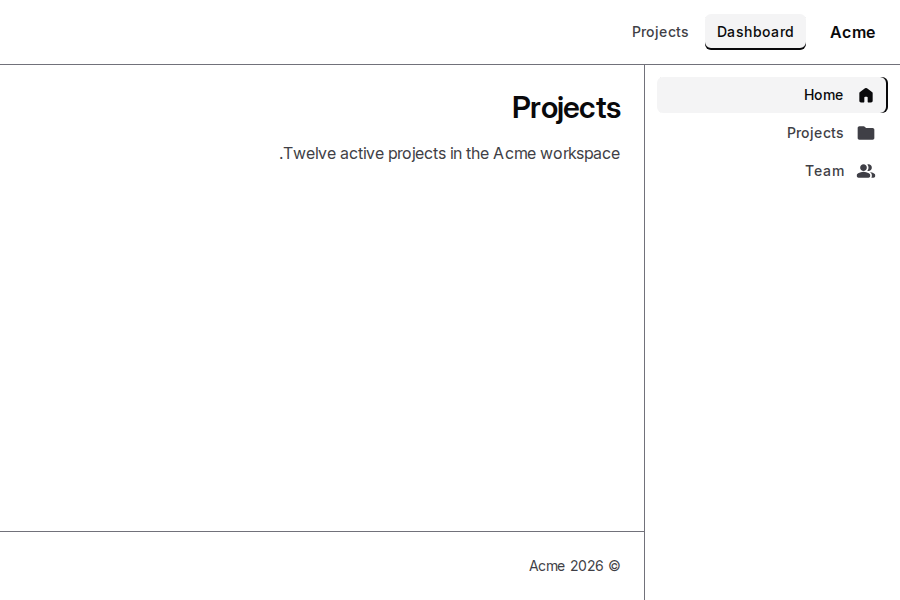 Acme
Dashboard
Projects
Home
Projects
Team
Projects
Twelve active projects in the Acme workspace.
© 2026 Acme